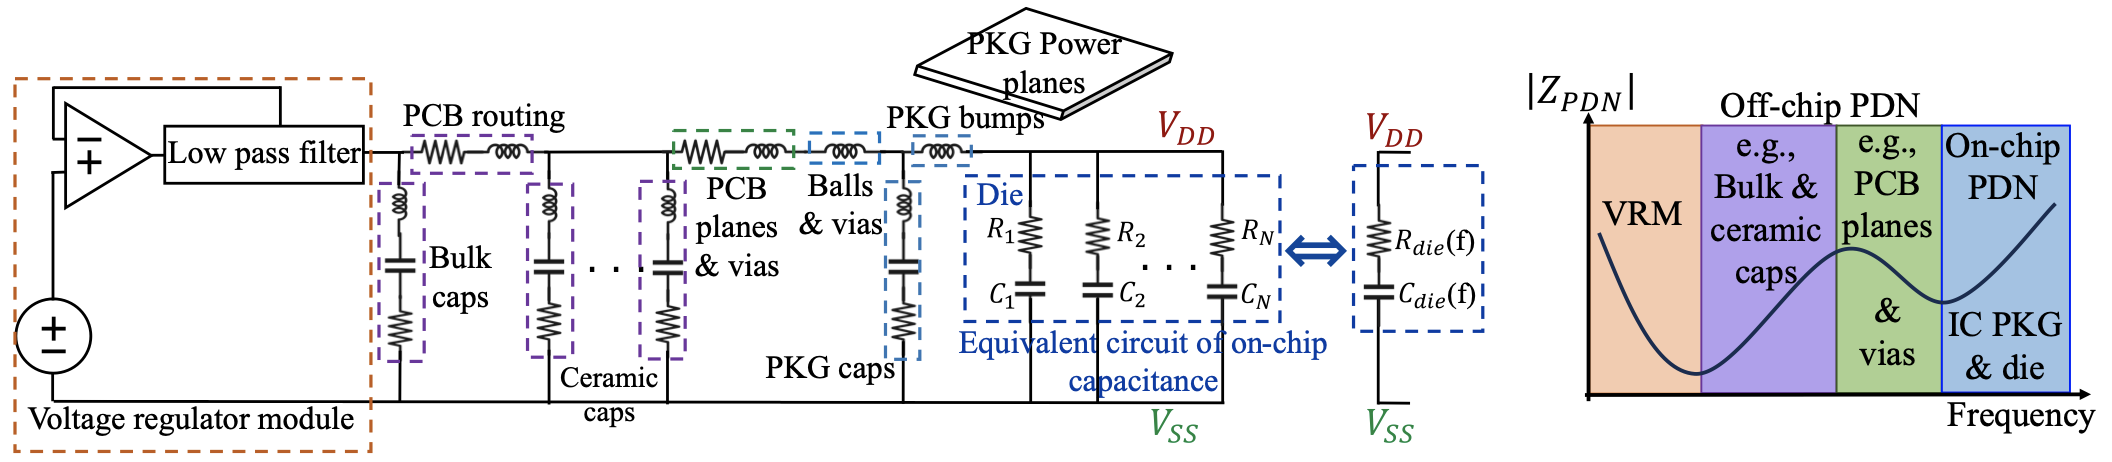 PKG Power
planes
PCB routing
PKG bumps
V_DD
V_DD
Low pass filter
−
+
+
−
Bulk
caps
. . .
PCB
planes
& vias
Balls
& vias
Die
R_1
R_2
R_N
C_1
C_2
. . .
C_N
R_die(f)
C_die(f)
Equivalent circuit of on-chip
capacitance
PKG caps
Ceramic
caps
Voltage regulator module
V_SS
V_SS
|Z_PDN|
Off-chip PDN
VRM
e.g.,
Bulk &
ceramic
caps
e.g.,
PCB
planes
&
vias
On-chip
PDN
IC PKG
& die
Frequency